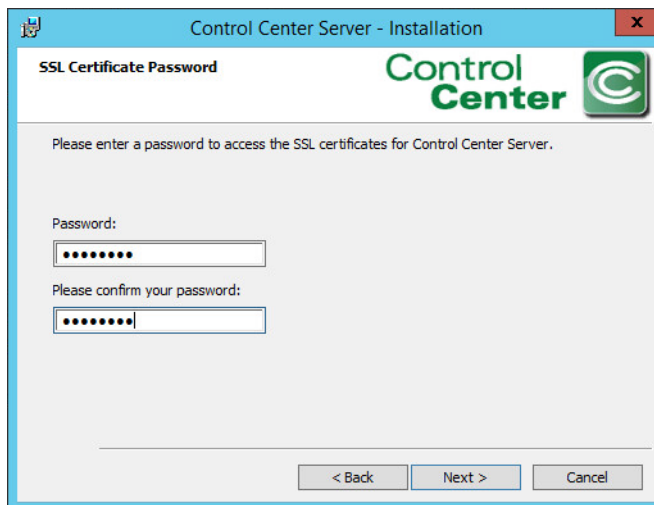 Control Center Server - Installation
x
SSL Certificate Password
Control
Center
Please enter a password to access the SSL certificates for Control Center Server.
Password:
●●●●●●●●
Please confirm your password:
●●●●●●●●
< Back Next > Cancel